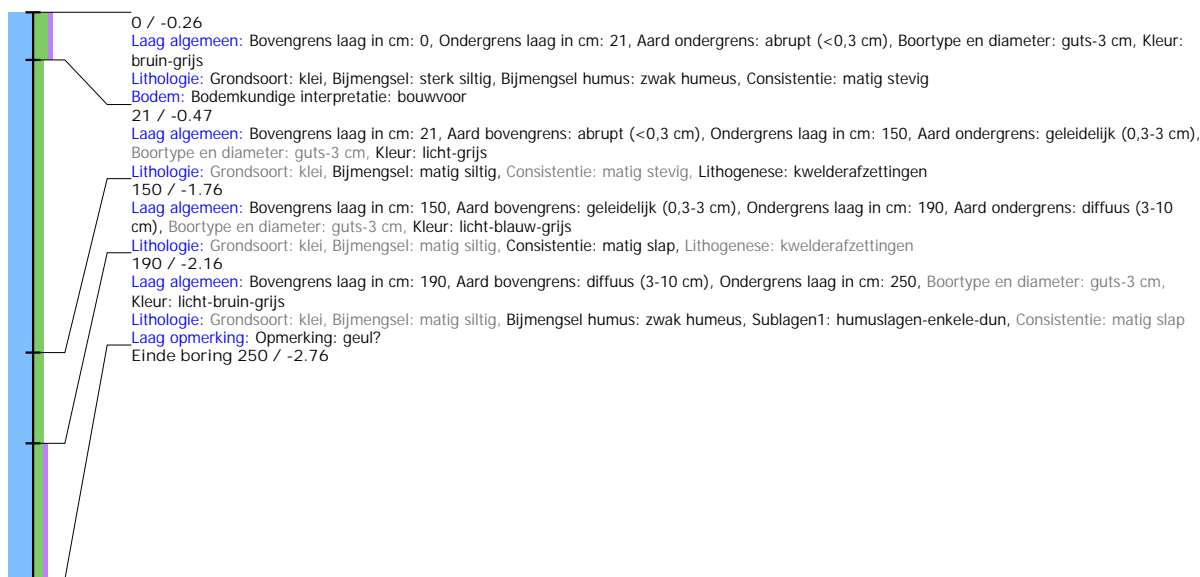 0 / -0.26
Laag algemeen: Bovengrens laag in cm: 0, Ondergrens laag in cm: 21, Aard ondergrens: abrupt (<0,3 cm), Boortype en diameter: guts-3 cm, Kleur:
bruin-grijs
Lithologie: Grondsoort: klei, Bijmengsel: sterk siltig, Bijmengsel humus: zwak humeus, Consistentie: matig stevig
Bodem: Bodemkundige interpretatie: bouwvoor
21 / -0.47
Laag algemeen: Bovengrens laag in cm: 21, Aard bovengrens: abrupt (<0,3 cm), Ondergrens laag in cm: 150, Aard ondergrens: geleidelijk (0,3-3 cm),
Boortype en diameter: guts-3 cm, Kleur: licht-grijs
Lithologie: Grondsoort: klei, Bijmengsel: matig siltig, Consistentie: matig stevig, Lithogenese: kwelderafzettingen
150 / -1.76
Laag algemeen: Bovengrens laag in cm: 150, Aard bovengrens: geleidelijk (0,3-3 cm), Ondergrens laag in cm: 190, Aard ondergrens: diffuus (3-10
cm), Boortype en diameter: guts-3 cm, Kleur: licht-blauw-grijs
Lithologie: Grondsoort: klei, Bijmengsel: matig siltig, Consistentie: matig slap, Lithogenese: kwelderafzettingen
190 / -2.16
Laag algemeen: Bovengrens laag in cm: 190, Aard bovengrens: diffuus (3-10 cm), Ondergrens laag in cm: 250, Boortype en diameter: guts-3 cm,
Kleur: licht-bruin-grijs
Lithologie: Grondsoort: klei, Bijmengsel: matig siltig, Bijmengsel humus: zwak humeus, Sublagen1: humuslagen-enkele-dun, Consistentie: matig slap
Laag opmerking: Opmerking: geul?
Einde boring 250 / -2.76